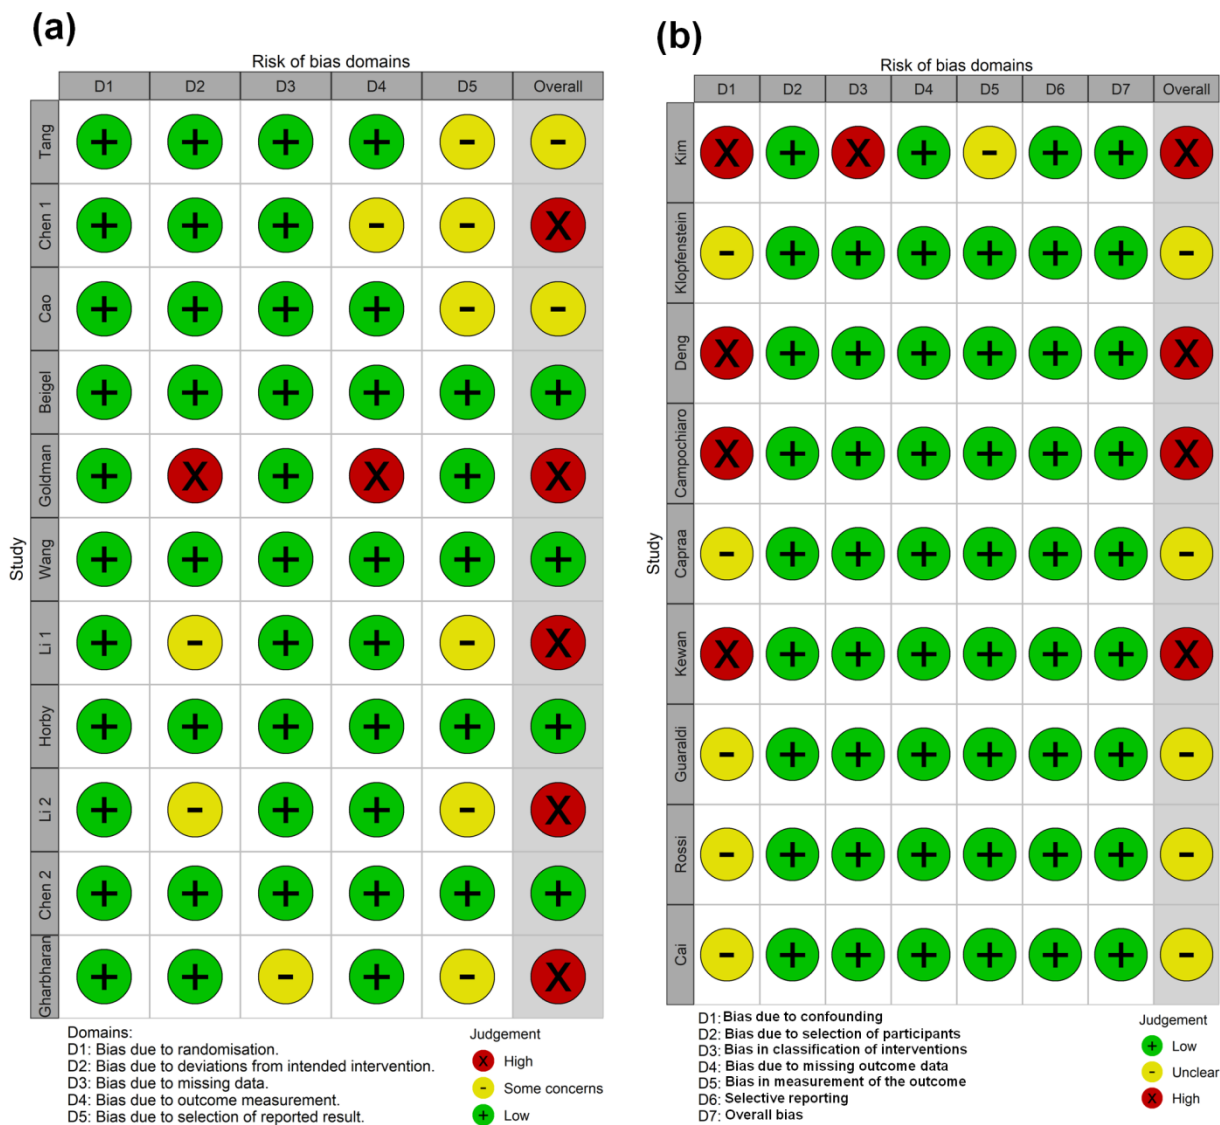 (a)
Risk of bias domains
D1 D2 D3 D4 D5 Overall
Study
Tang + + + + - -
Chen 1 + + + - - X
Cao + + + + - -
Beigel + + + + + +
Goldman + X + X + X
Wang + + + + + +
Li 1 + - + + - X
Horby + + + + + +
Li 2 + - + + - X
Chen 2 + + + + + +
Gharbharan + + - + - X
Domains:
D1: Bias due to randomisation.
D2: Bias due to deviations from intended intervention.
D3: Bias due to missing data.
D4: Bias due to outcome measurement.
D5: Bias due to selection of reported result.
Judgement
X High
- Some concerns
+ Low
(b)
Risk of bias domains
D1 D2 D3 D4 D5 D6 D7 Overall
Study
Kim X + X + - + + X
Klopfenstein - + + + + + + -
Deng X + + + + + + X
Campochiaro X + + + + + + X
Capraa - + + + + + + -
Kewan X + + + + + + X
Guaraldi - + + + + + + -
Rossi - + + + + + + -
Cai - + + + + + + -
D1: Bias due to confounding
D2: Bias due to selection of participants
D3: Bias in classification of interventions
D4: Bias due to missing outcome data
D5: Bias in measurement of the outcome
D6: Selective reporting
D7: Overall bias
Judgement
+ Low
- Unclear
X High